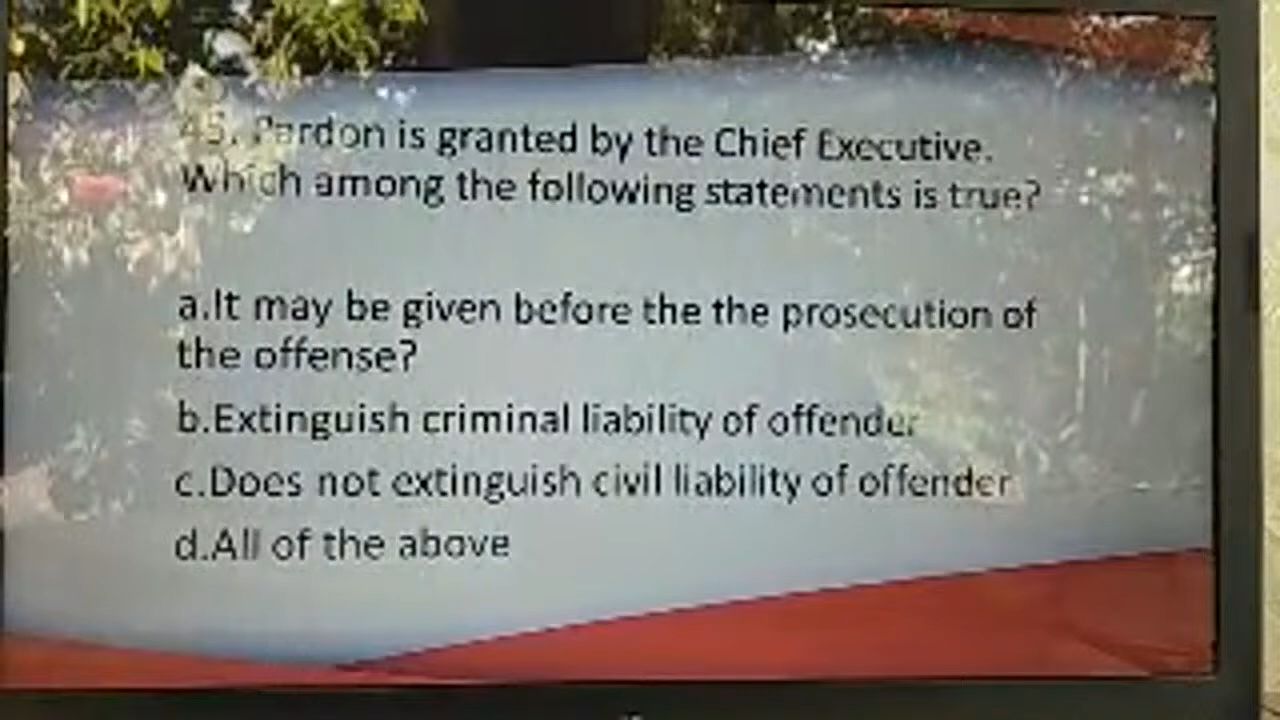 45. Pardon is granted by the Chief Executive.
Which among the following statements is true?
a.It may be given before the the prosecution of
the offense?
b.Extinguish criminal liability of offender
c.Does not extinguish civil liability of offender
d.All of the above